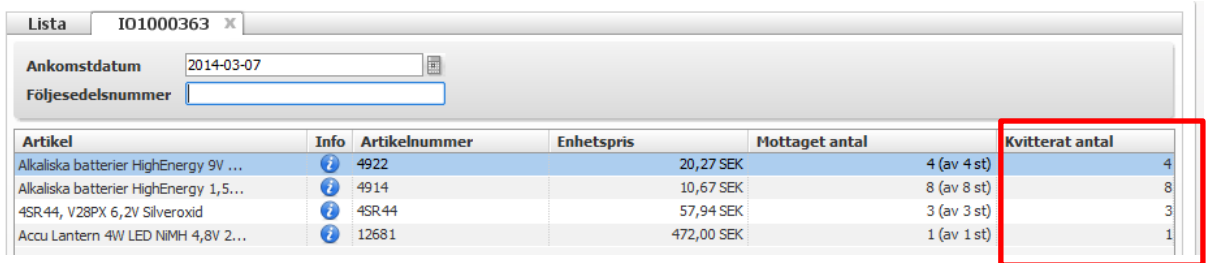 Lista IO1000363 x
Ankomstdatum 2014-03-07
Följesedelsnummer
Artikel Info Artikelnummer Enhetspris Mottaget antal Kvitterat antal
Alkaliska batterier HighEnergy 9V ... i 4922 20,27 SEK 4 (av 4 st) 4
Alkaliska batterier HighEnergy 1,5... i 4914 10,67 SEK 8 (av 8 st) 8
4SR44, V28PX 6,2V Silveroxid i 4SR44 57,94 SEK 3 (av 3 st) 3
Accu Lantern 4W LED NiMH 4,8V 2... i 12681 472,00 SEK 1 (av 1 st) 1